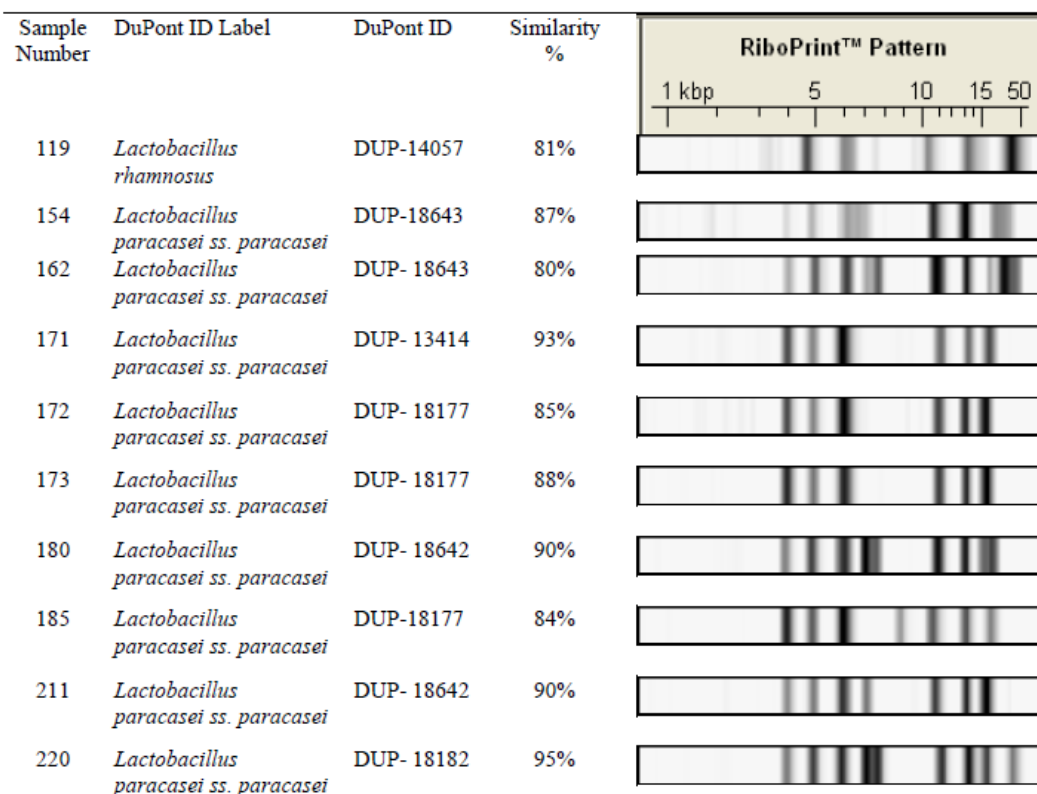 Sample DuPont ID Label DuPont ID Similarity
Number %
RiboPrint™ Pattern
1 kbp 5 10 15 50
119 Lactobacillus DUP-14057 81%
rhamnosus
154 Lactobacillus DUP-18643 87%
paracasei ss. paracasei
162 Lactobacillus DUP- 18643 80%
paracasei ss. paracasei
171 Lactobacillus DUP- 13414 93%
paracasei ss. paracasei
172 Lactobacillus DUP- 18177 85%
paracasei ss. paracasei
173 Lactobacillus DUP- 18177 88%
paracasei ss. paracasei
180 Lactobacillus DUP- 18642 90%
paracasei ss. paracasei
185 Lactobacillus DUP-18177 84%
paracasei ss. paracasei
211 Lactobacillus DUP- 18642 90%
paracasei ss. paracasei
220 Lactobacillus DUP- 18182 95%
paracasei ss. paracasei